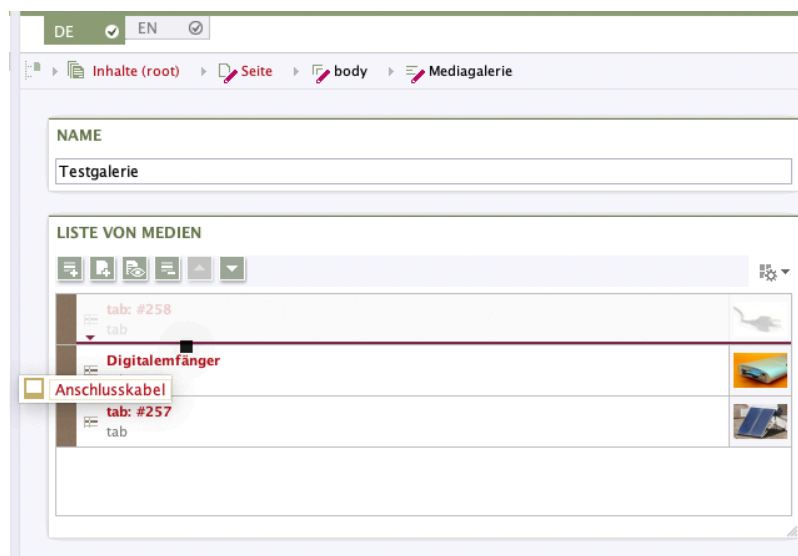 DE EN
Inhalte (root) Seite body Mediagalerie
NAME
Testgalerie
LISTE VON MEDIEN
tab: #258
tab
Digitalemfänger
Anschlusskabel
tab: #257
tab